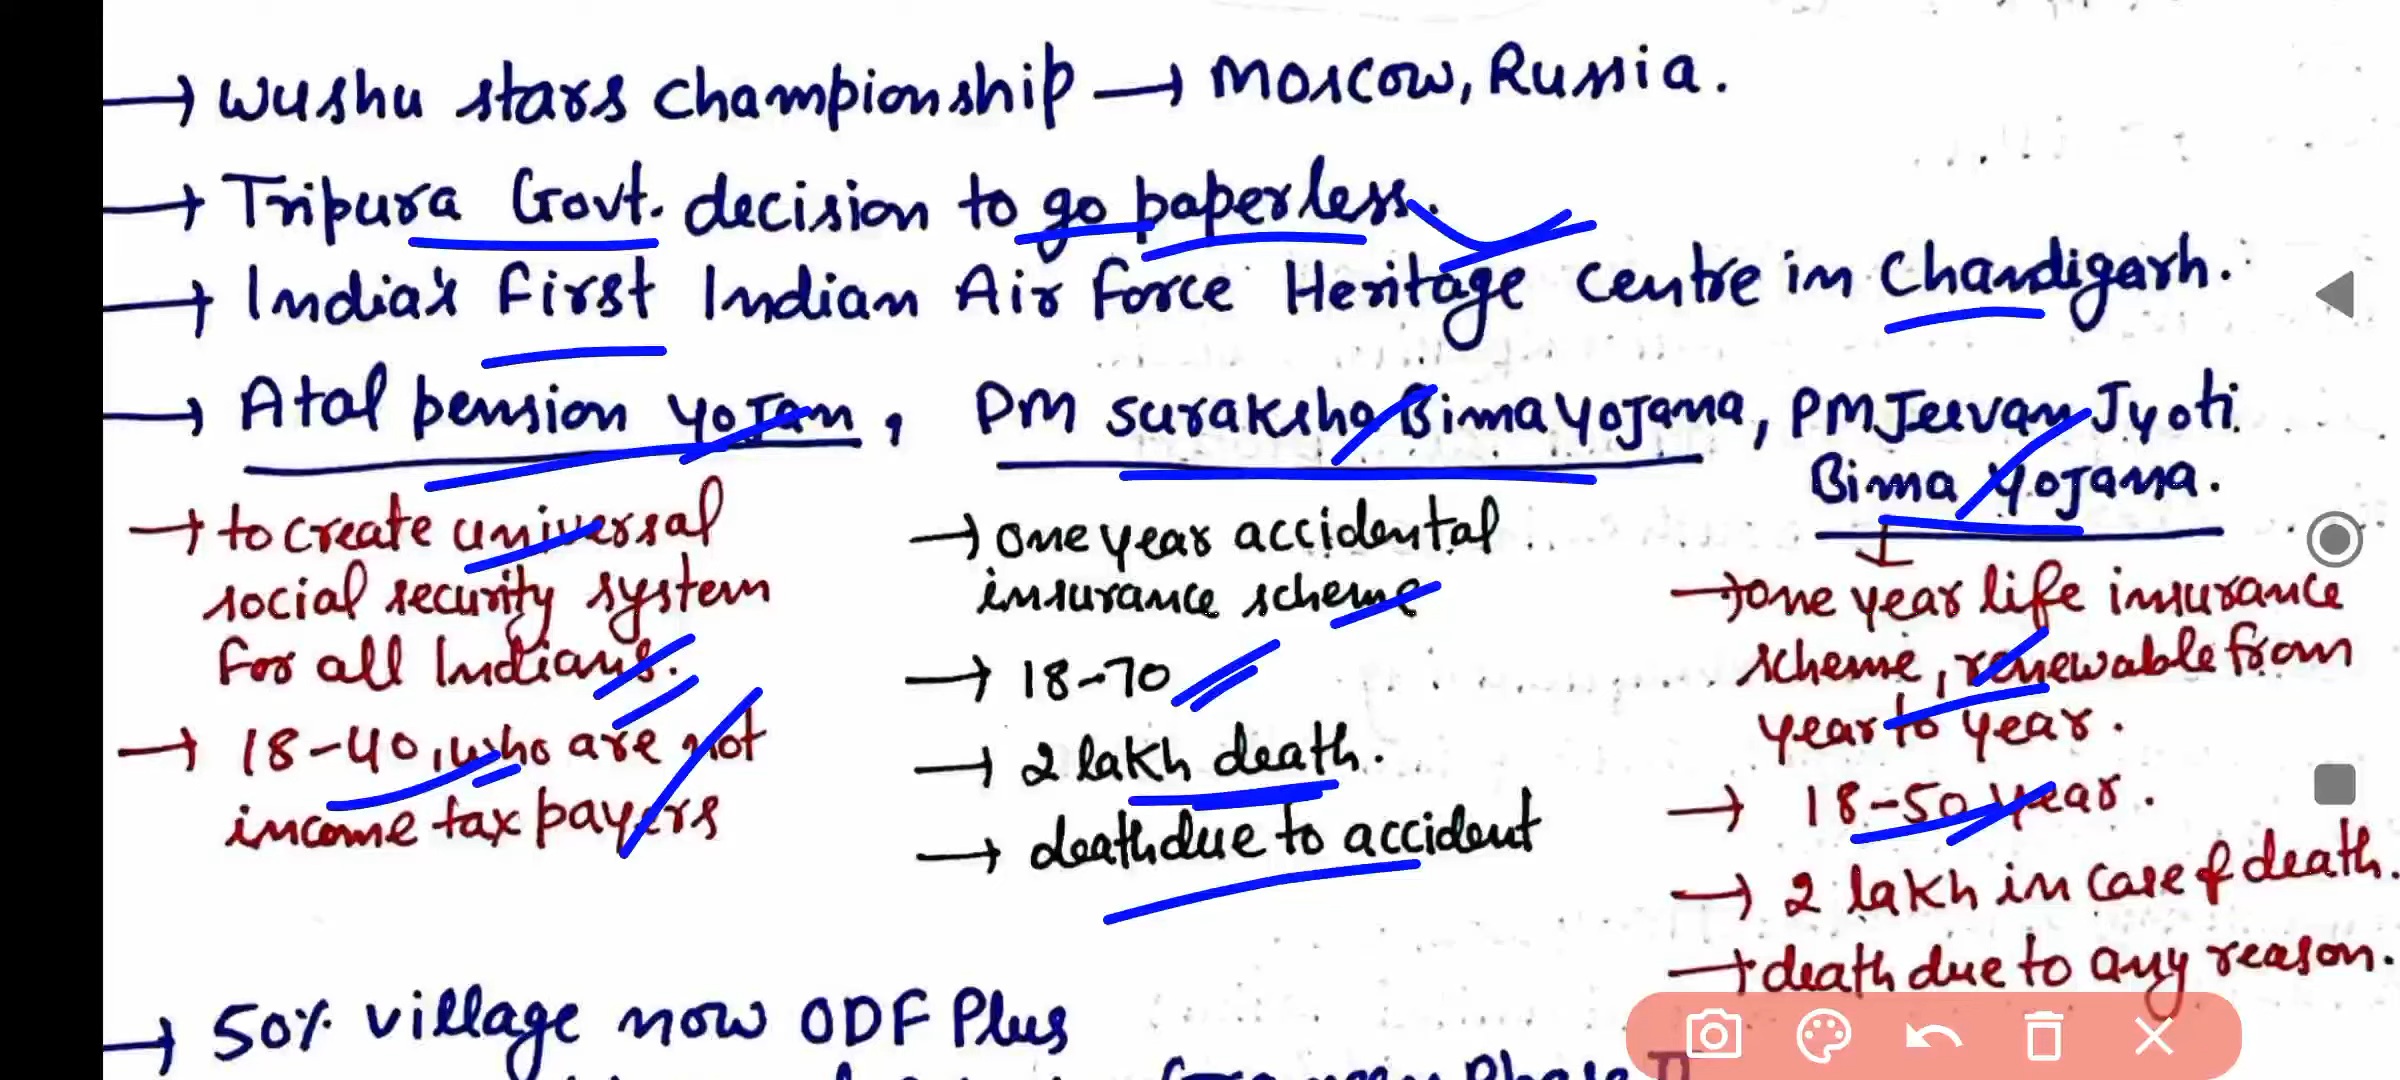 → Wushu stars championship → Moscow, Russia.
→ Tripura Govt. decision to go paperless.
→ India's first Indian Air Force Heritage Centre in Chandigarh.
→ Atal pension Yojan, PM suraksha Bima Yojana, PM Jeevan Jyoti
Bima Yojana.
→ to create universal
social security system
for all Indians.
→ 18-40, who are not
income tax payers
→ one year accidental
insurance scheme
→ 18-70
→ 2 lakh death.
→ death due to accident
→ one year life insurance
scheme, renewable from
year to year.
→ 18-50 year.
→ 2 lakh in case of death.
→ death due to any reason.
→ 50% village now ODF Plus
Phase II